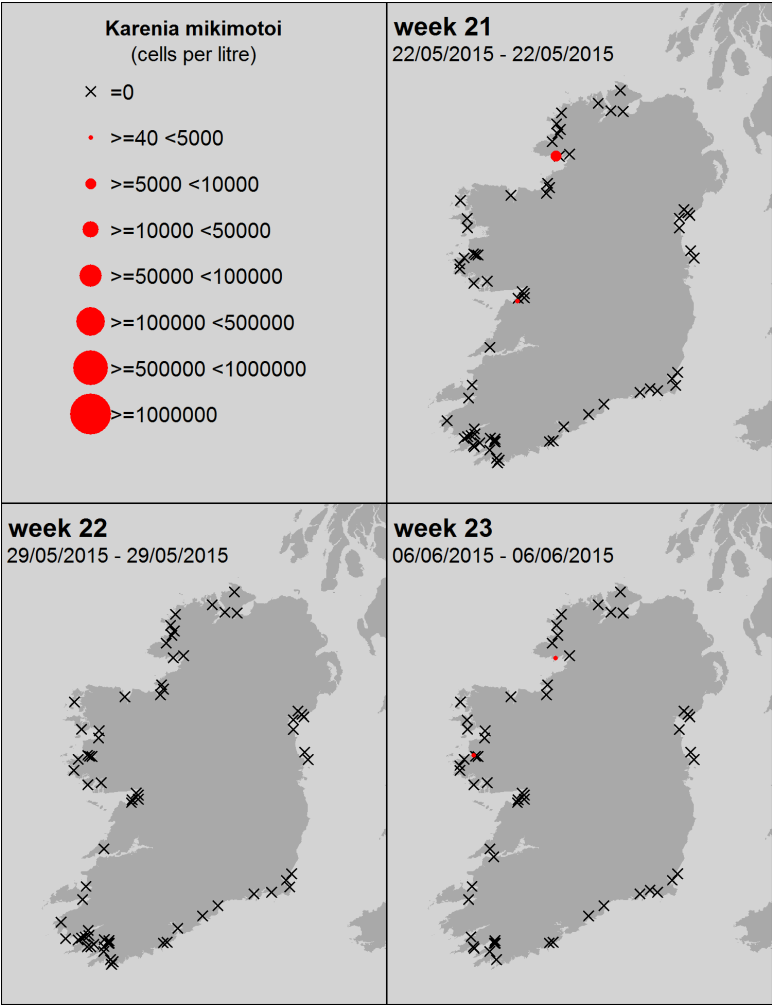 Karenia mikimotoi
(cells per litre)
=0
>=40 <5000
>=5000 <10000
>=10000 <50000
>=50000 <100000
>=100000 <500000
>=500000 <1000000
>=1000000
week 21
22/05/2015 - 22/05/2015
week 22
29/05/2015 - 29/05/2015
week 23
06/06/2015 - 06/06/2015